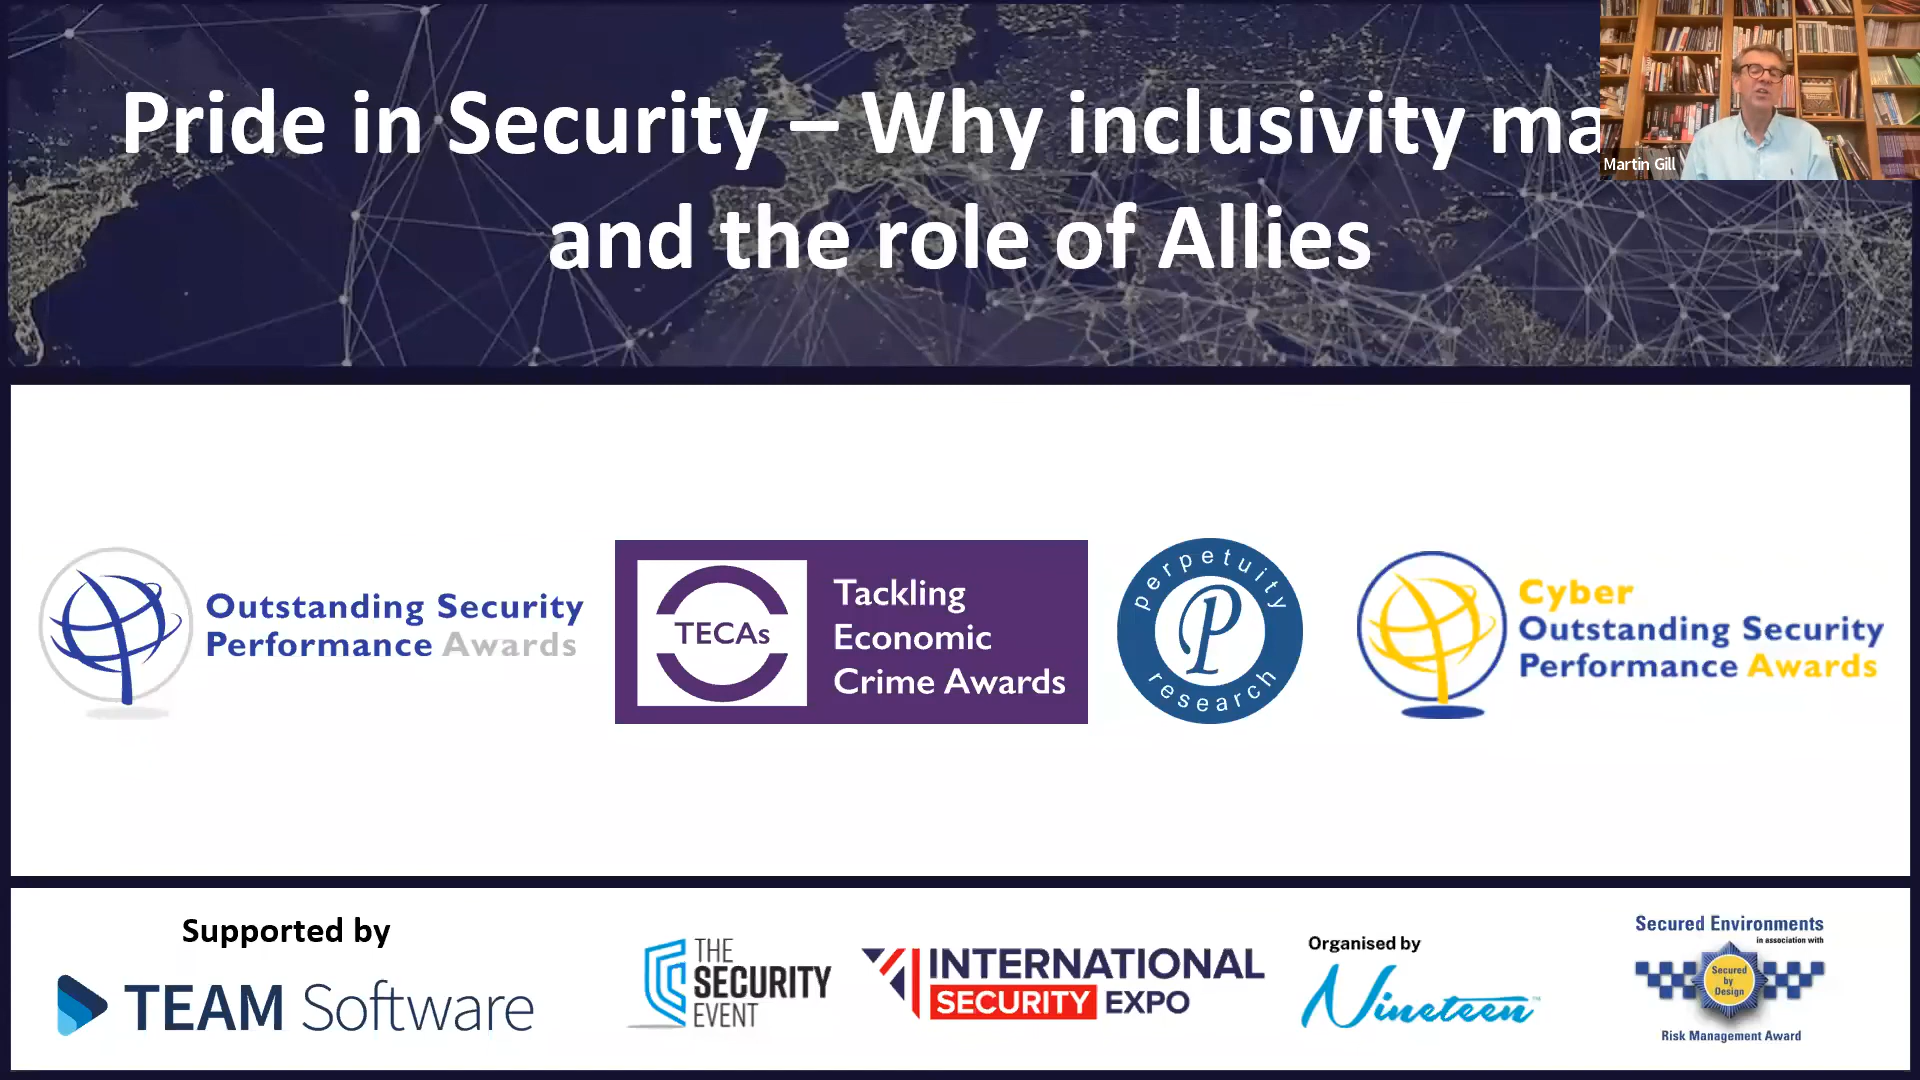 Pride in Security – Why inclusivity ma
and the role of Allies
Martin Gill
Outstanding Security
Performance Awards
TECAs
Tackling
Economic
Crime Awards
perpetuity
P
research
Cyber
Outstanding Security
Performance Awards
Supported by
TEAM Software
THE
SECURITY
EVENT
INTERNATIONAL
SECURITY EXPO
Organised by
Nineteen™
Secured Environments
in association with
Secured
by
Design
Risk Management Award